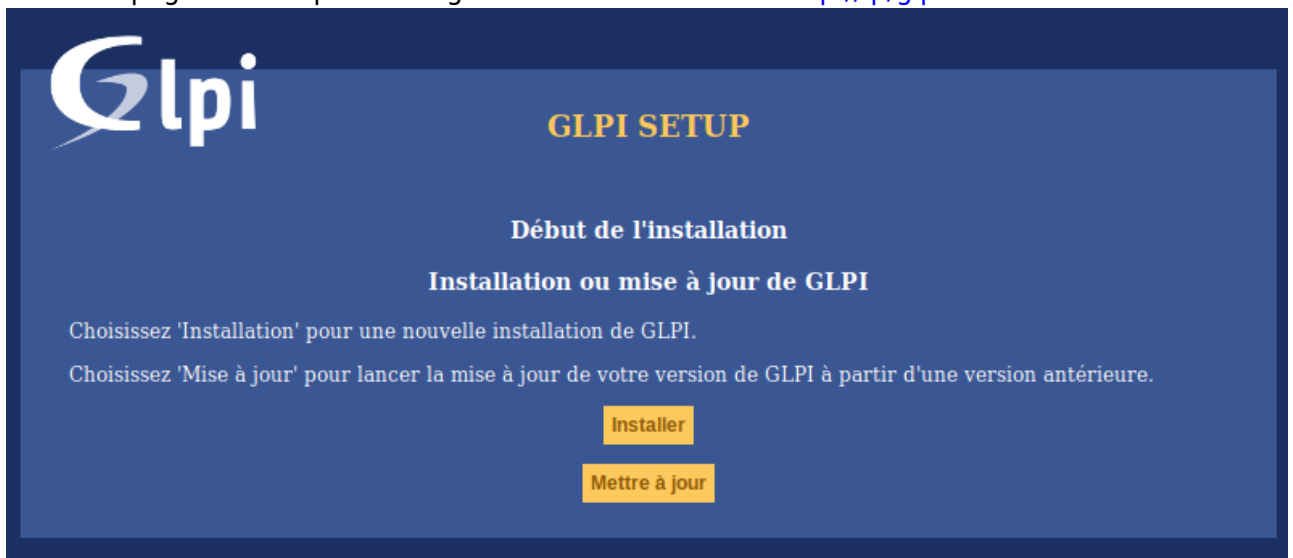 Glpi
GLPI SETUP
Début de l'installation
Installation ou mise à jour de GLPI
Choisissez 'Installation' pour une nouvelle installation de GLPI.
Choisissez 'Mise à jour' pour lancer la mise à jour de votre version de GLPI à partir d'une version antérieure.
Installer
Mettre à jour